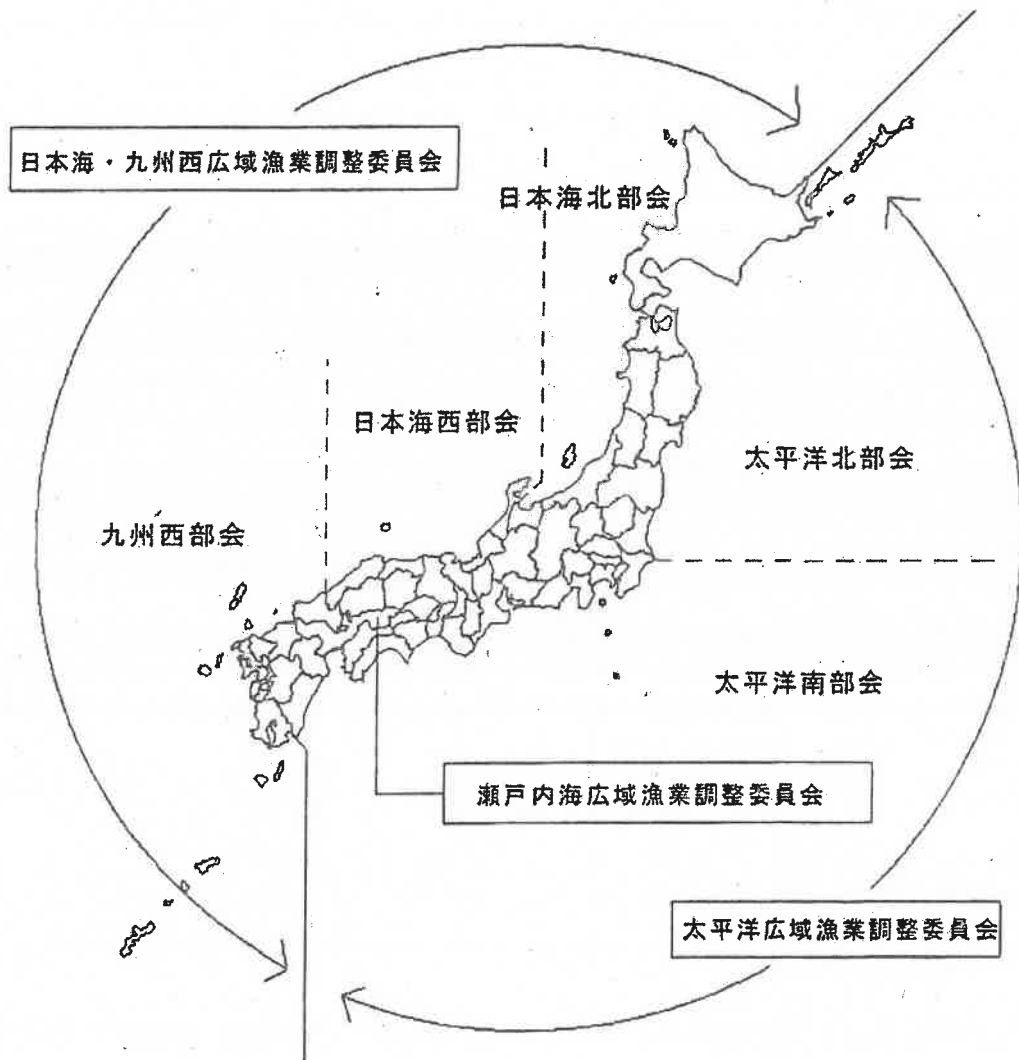 日本海・九州西広域漁業調整委員会
日本海北部会
日本海西部会
太平洋北部会
九州西部会
太平洋南部会
瀬戸内海広域漁業調整委員会
太平洋広域漁業調整委員会